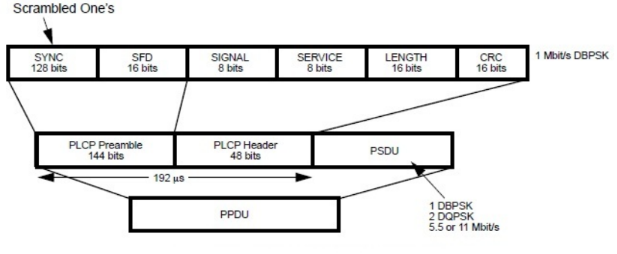 Scrambled One's
SYNC
128 bits
SFD
16 bits
SIGNAL
8 bits
SERVICE
8 bits
LENGTH
16 bits
CRC
16 bits
1 Mbit/s DBPSK
PLCP Preamble
144 bits
PLCP Header
48 bits
PSDU
192 μs
1 DBPSK
2 DQPSK
5.5 or 11 Mbit/s
PPDU